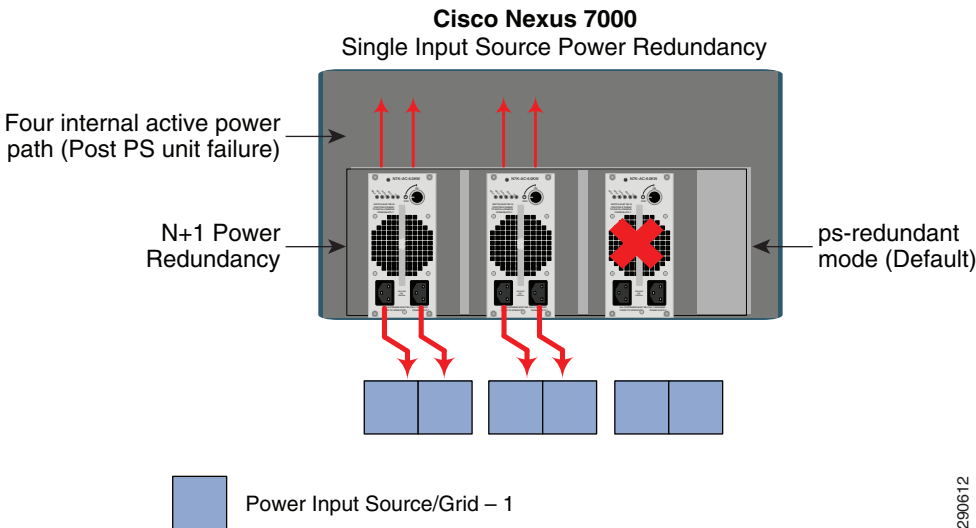 Cisco Nexus 7000
Single Input Source Power Redundancy
Four internal active power
path (Post PS unit failure)
N+1 Power
Redundancy
ps-redundant
mode (Default)
Power Input Source/Grid – 1
290612